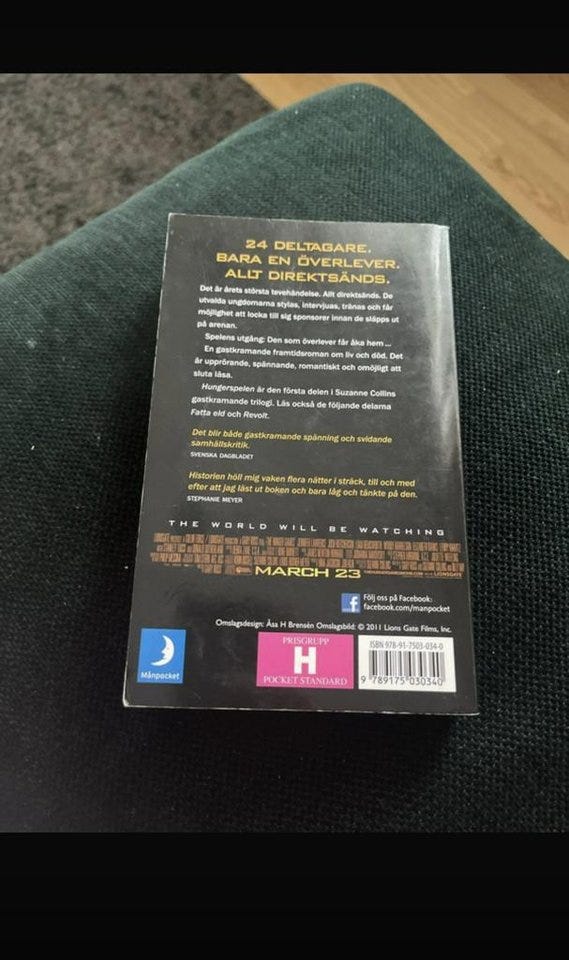 24 DELTAGARE.
BARA EN ÖVERLEVER.
ALLT DIREKTSÄNDS.
Det är årets största tevehändelse. Allt direktsänds. De
utvalda ungdomarna stylas, intervjuas, tränas och får
möjlighet att locka till sig sponsorer innan de släpps ut
på arenan.
Spelens utgång: Den som överlever får åka hem ...
En gastkramande framtidsroman om liv och död. Det
är upprörande, spännande, romantiskt och omöjligt att
sluta läsa.
Hungerspelen är den första delen i Suzanne Collins
gastkramande trilogi. Läs också de följande delarna
Fatta eld och Revolt.
Det blir både gastkramande spänning och svidande
samhällskritik.
SVENSKA DAGBLADET
Historien höll mig vaken flera nätter i sträck, till och med
efter att jag läst ut boken och bara låg och tänkte på den.
STEPHANIE MEYER
THE WORLD WILL BE WATCHING
MARCH 23
LIONSGATE
Följ oss på Facebook:
facebook.com/manpocket
Omslagsdesign: Åsa H Brensén Omslagsbild: © 2011 Lions Gate Films, Inc.
Månpocket
PRISGRUPP
H
POCKET STANDARD
ISBN 978-91-7503-034-0
9 789175 030340